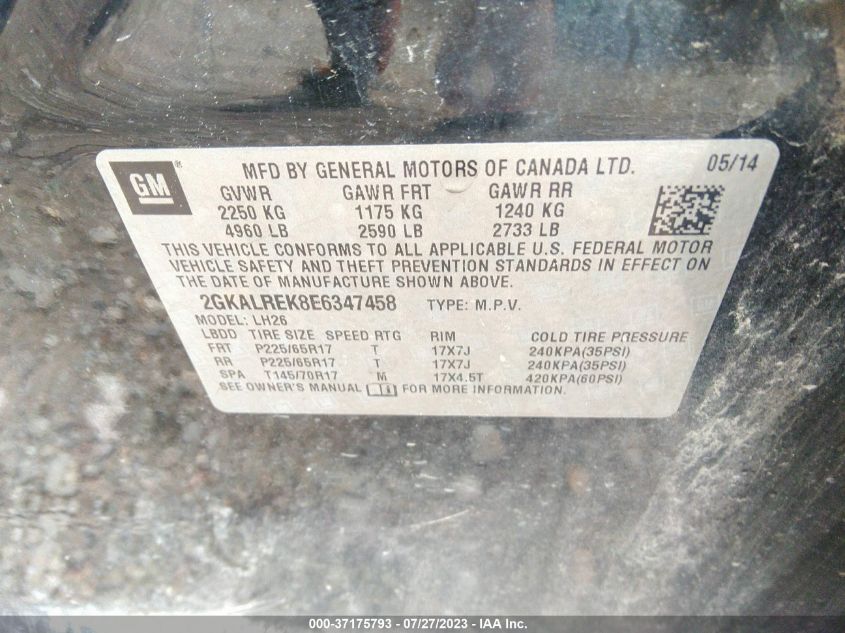 GM ® MFD BY GENERAL MOTORS OF CANADA LTD. 05/14
GVWR GAWR FRT GAWR RR
2250 KG 1175 KG 1240 KG
4960 LB 2590 LB 2733 LB
THIS VEHICLE CONFORMS TO ALL APPLICABLE U.S. FEDERAL MOTOR
VEHICLE SAFETY AND THEFT PREVENTION STANDARDS IN EFFECT ON
THE DATE OF MANUFACTURE SHOWN ABOVE.
2GKALREK8E6347458 TYPE: M.P.V.
MODEL: LH26
LBDD TIRE SIZE SPEED RTG RIM COLD TIRE PRESSURE
FRT P225/65R17 T 17X7J 240KPA(35PSI)
RR P225/65R17 T 17X7J 240KPA(35PSI)
SPA T145/70R17 M 17X4.5T 420KPA(60PSI)
SEE OWNER'S MANUAL FOR MORE INFORMATION.
000-37175793 - 07/27/2023 - IAA Inc.